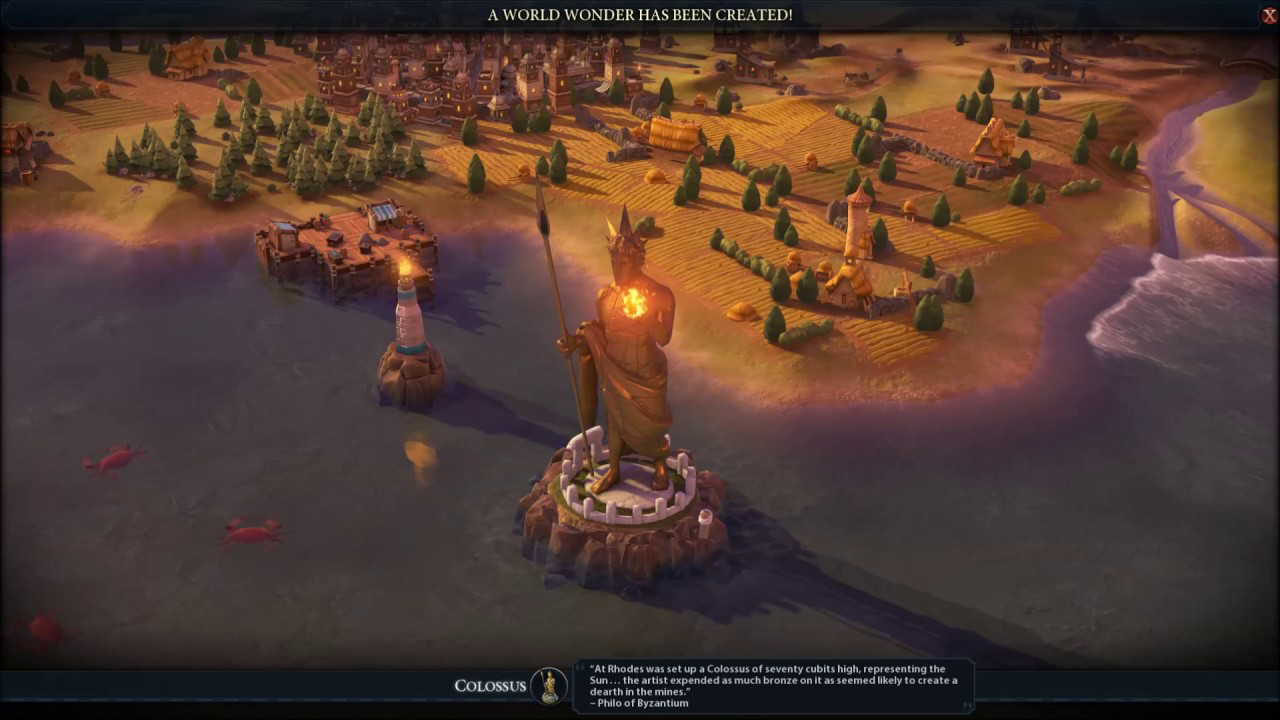 A WORLD WONDER HAS BEEN CREATED!
X
COLOSSUS
“At Rhodes was set up a Colossus of seventy cubits high, representing the
Sun . . . the artist expended as much bronze on it as seemed likely to create a
dearth in the mines.”
– Philo of Byzantium